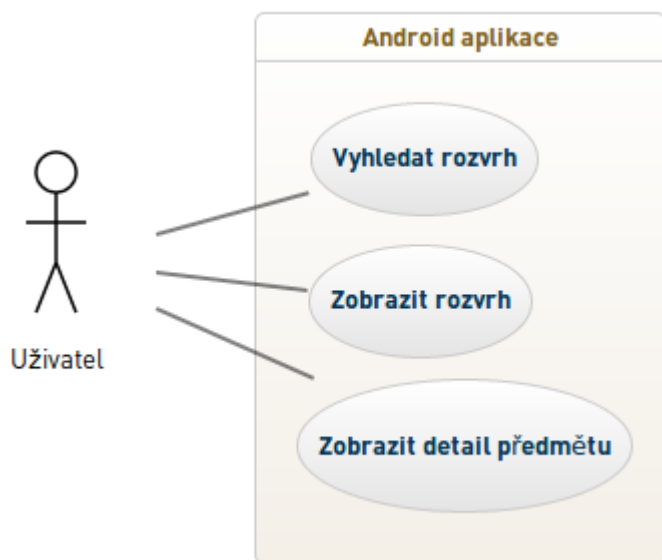 Android aplikace
Vyhledat rozvrh
Zobrazit rozvrh
Uživatel
Zobrazit detail předmětu